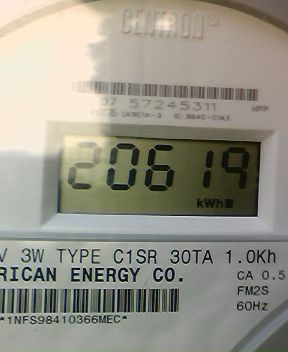 CENTRON®
07 57245311 HPP
20619
kWh
V 3W TYPE C1SR 30TA 1.0Kh
RICAN ENERGY CO.
CA 0.5
FM2S
60Hz
*1NFS98410366MEC*